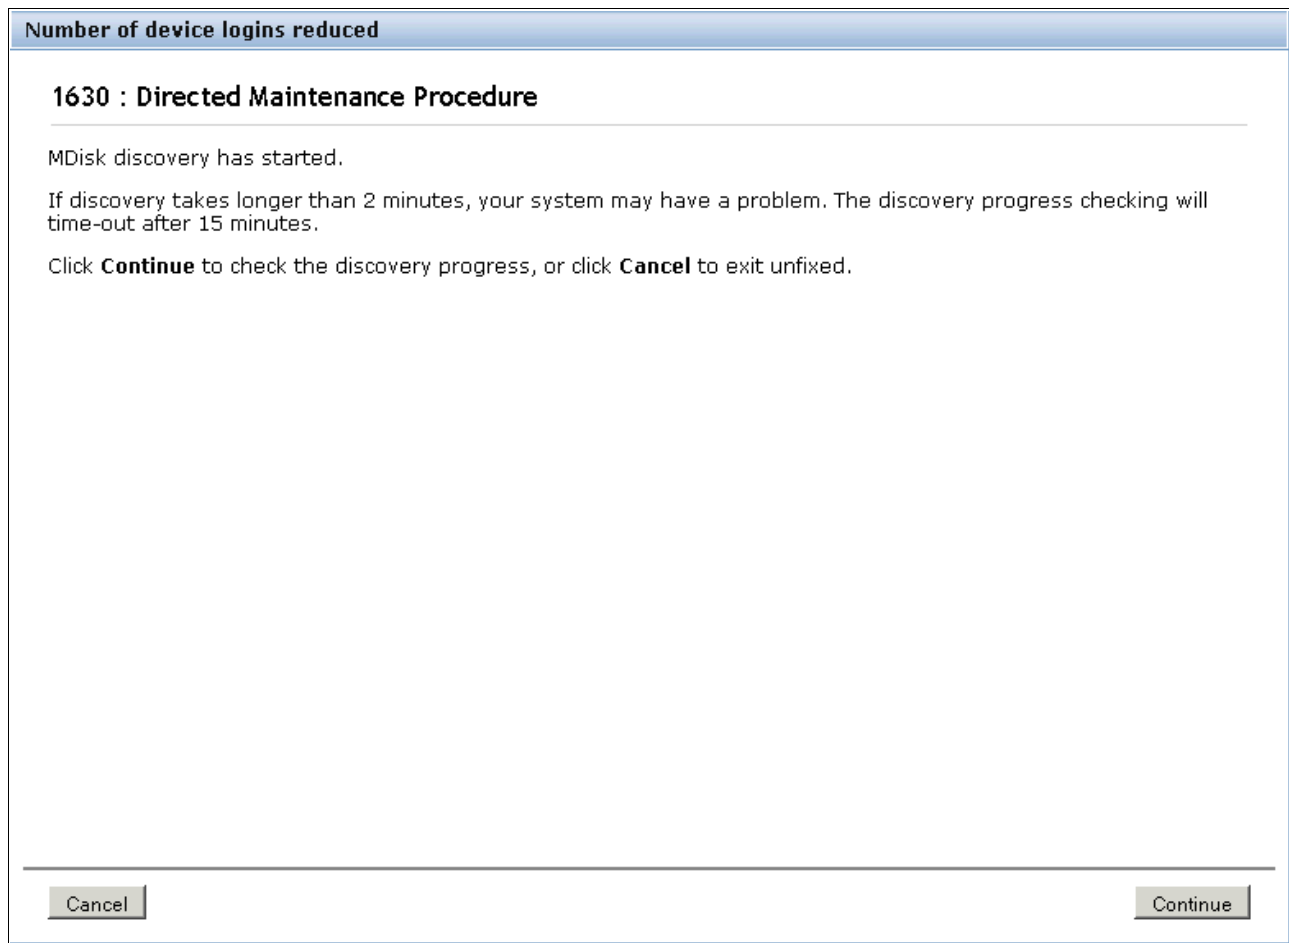 Number of device logins reduced
1630 : Directed Maintenance Procedure
MDisk discovery has started.
If discovery takes longer than 2 minutes, your system may have a problem. The discovery progress checking will
time-out after 15 minutes.
Click Continue to check the discovery progress, or click Cancel to exit unfixed.
Cancel
Continue